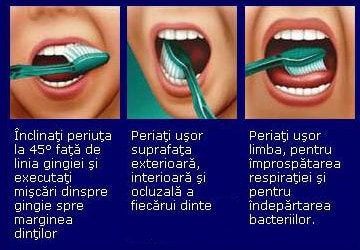 Înclinaţi periuţa
la 45° faţă de
linia gingiei şi
executaţi
mişcări dinspre
gingie spre
marginea
dinţilor
Periaţi uşor
suprafaţa
exterioară,
interioară şi
ocluzală a
fiecărui dinte
Periaţi uşor
limba, pentru
împrospătarea
respiraţiei şi
pentru
îndepărtarea
bacteriilor.